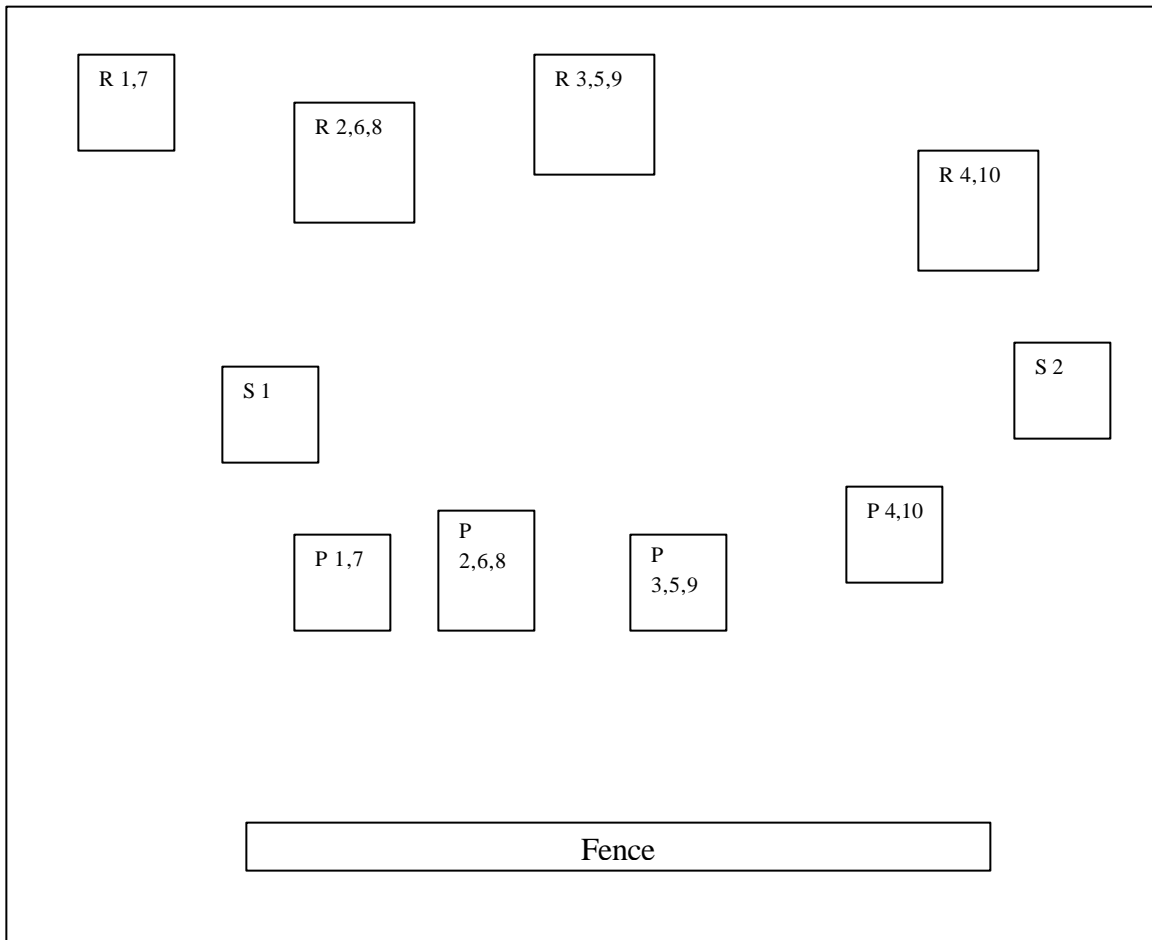 R 1,7
R 3,5,9
R 2,6,8
R 4,10
S 1
S 2
P 4,10
P
2,6,8
P 1,7
P
3,5,9
Fence